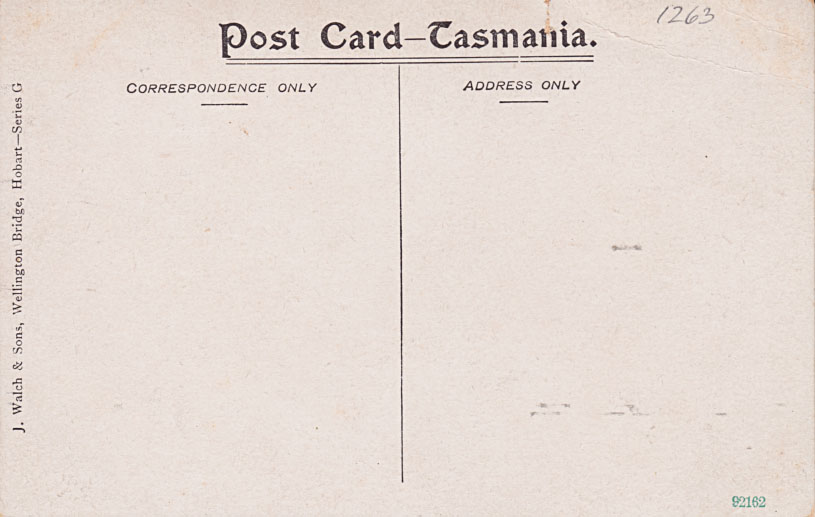 1263
Post Card–Tasmania.
CORRESPONDENCE ONLY
ADDRESS ONLY
J. Walch & Sons, Wellington Bridge, Hobart—Series G
92162